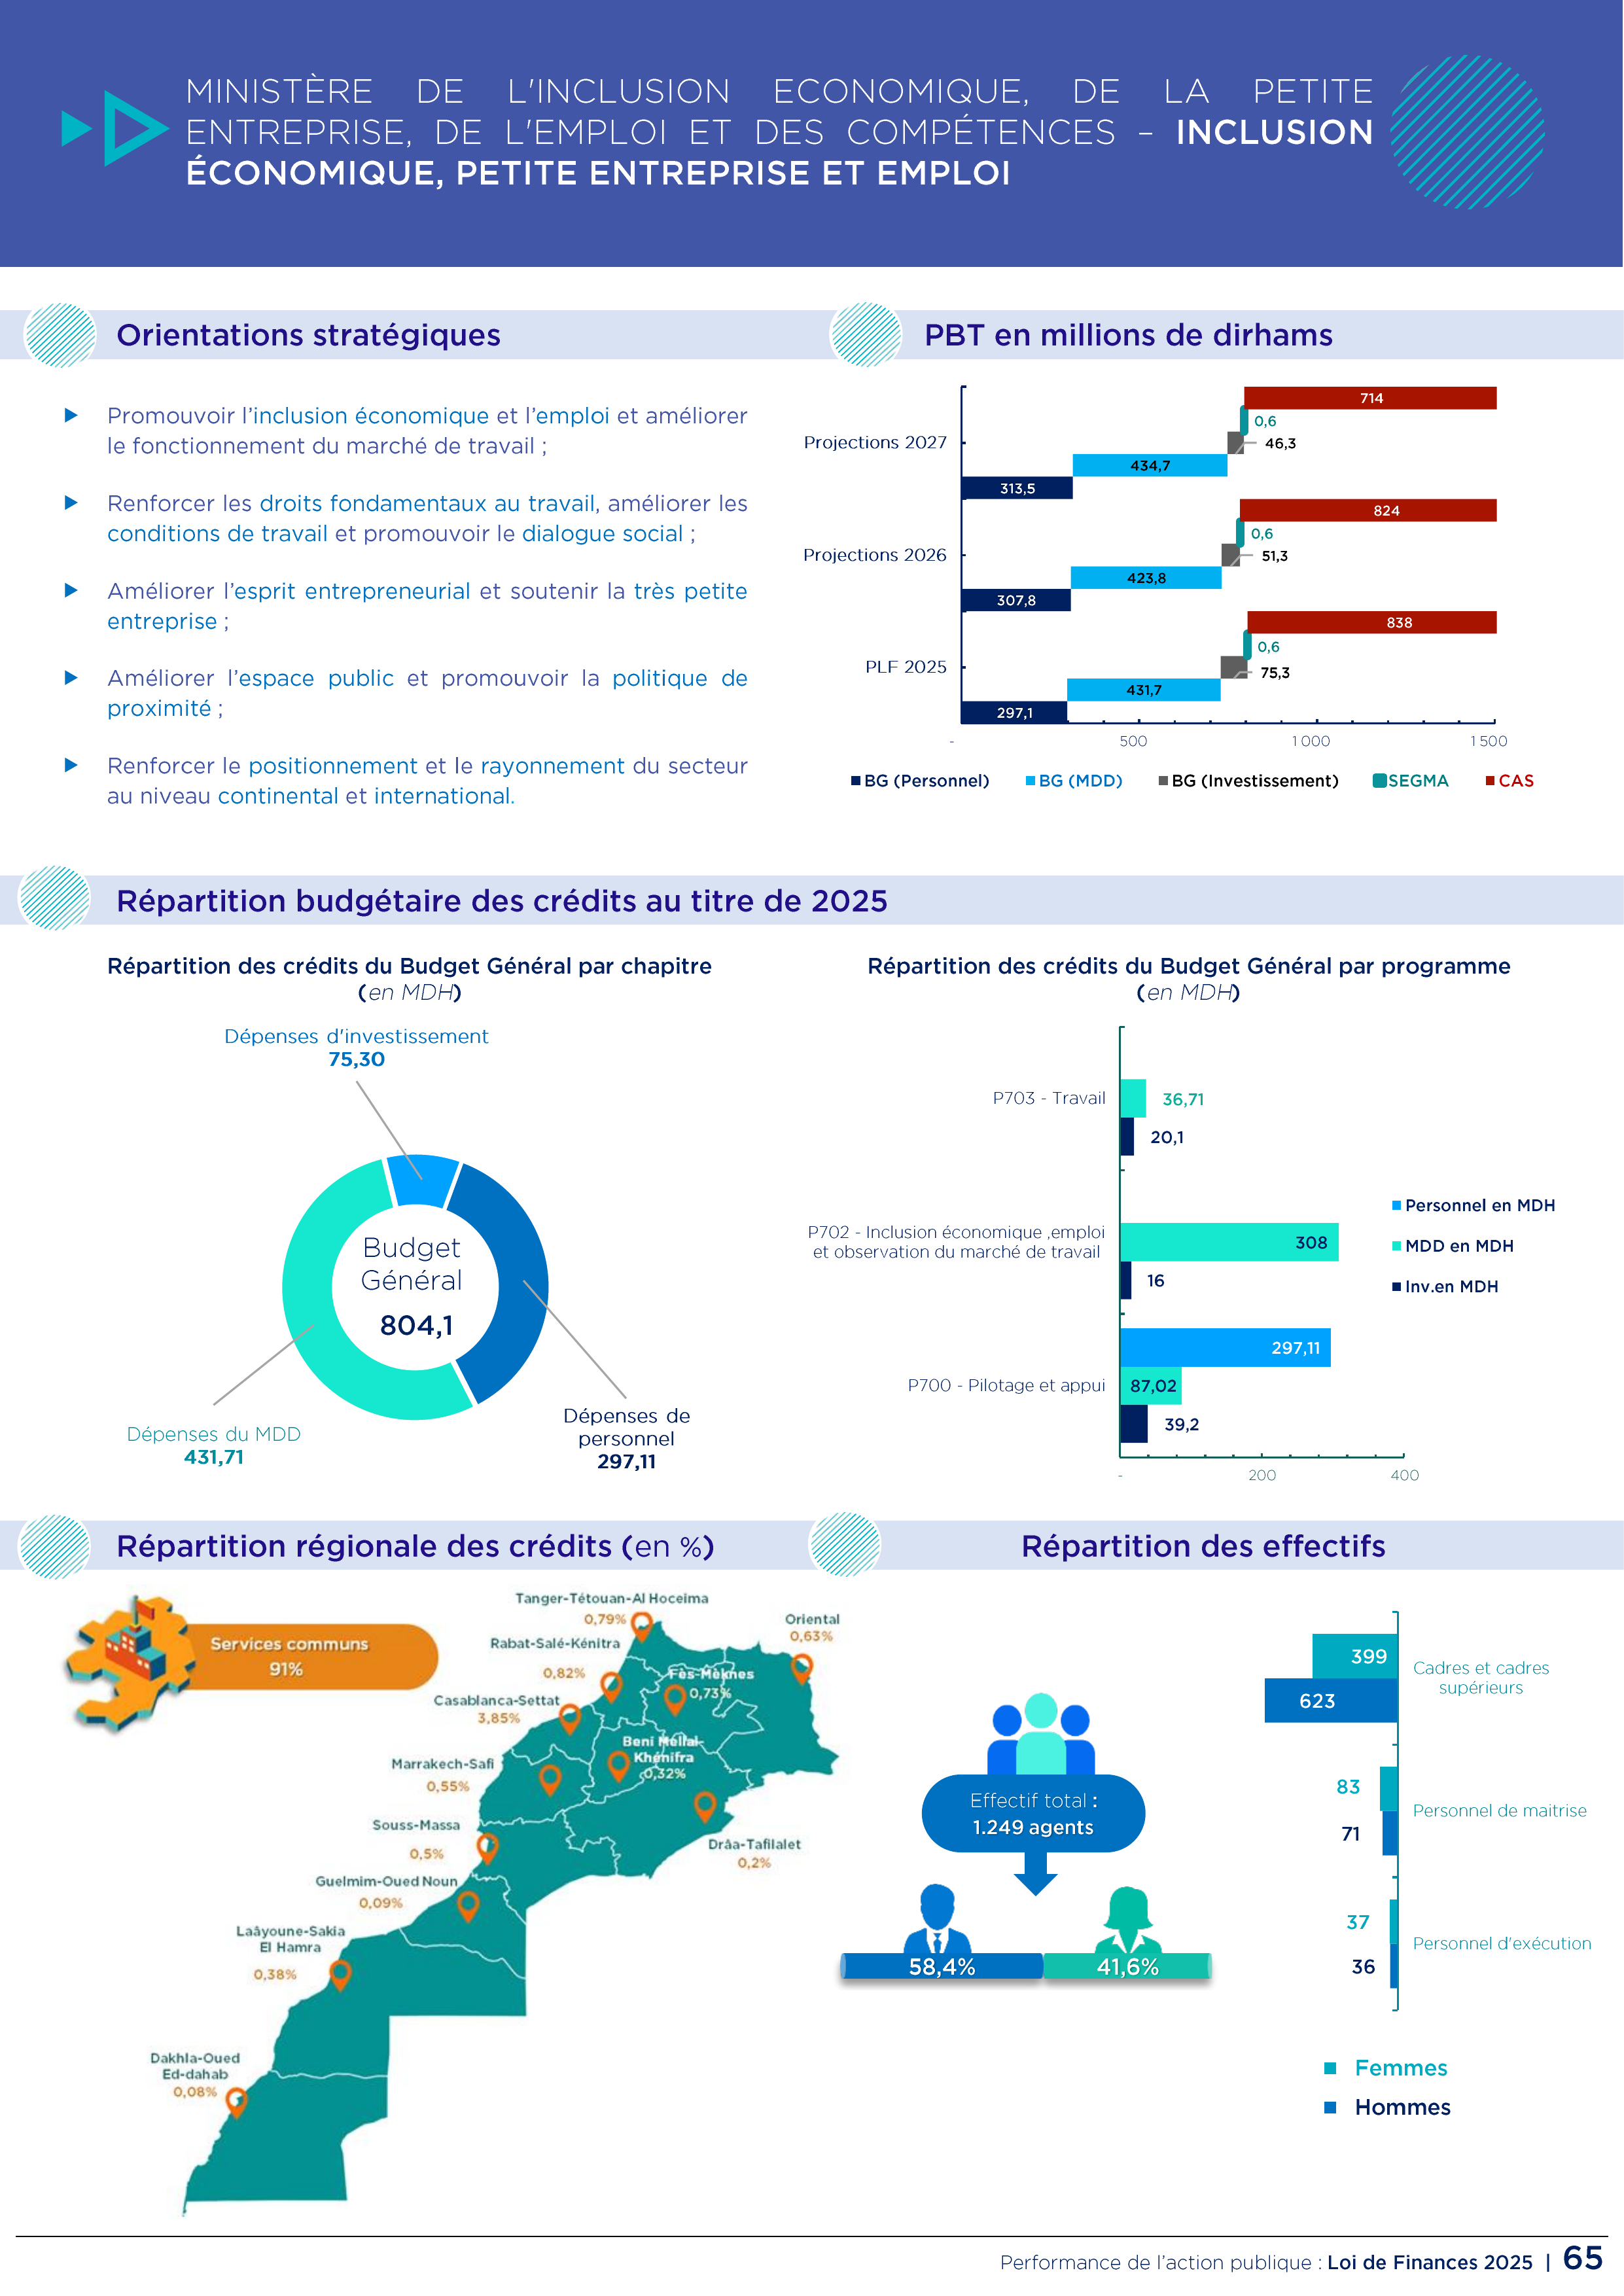 MINISTÈRE DE L'INCLUSION ECONOMIQUE, DE LA PETITE
ENTREPRISE, DE L'EMPLOI ET DES COMPÉTENCES – INCLUSION
ÉCONOMIQUE, PETITE ENTREPRISE ET EMPLOI
Orientations stratégiques
Promouvoir l'inclusion économique et l'emploi et améliorer
le fonctionnement du marché de travail ;
Renforcer les droits fondamentaux au travail, améliorer les
conditions de travail et promouvoir le dialogue social ;
Améliorer l'esprit entrepreneurial et soutenir la très petite
entreprise ;
Améliorer l'espace public et promouvoir la politique de
proximité ;
Renforcer le positionnement et le rayonnement du secteur
au niveau continental et international.
PBT en millions de dirhams
714
0,6
Projections 2027
46,3
434,7
313,5
824
0,6
Projections 2026
51,3
423,8
307,8
838
0,6
PLF 2025
75,3
431,7
297,1
- 500 1 000 1 500
BG (Personnel) BG (MDD) BG (Investissement) SEGMA CAS
Répartition budgétaire des crédits au titre de 2025
Répartition des crédits du Budget Général par chapitre
(en MDH)
Dépenses d'investissement
75,30
Budget
Général
804,1
Dépenses du MDD
431,71
Dépenses de
personnel
297,11
Répartition des crédits du Budget Général par programme
(en MDH)
P703 - Travail
36,71
20,1
P702 - Inclusion économique ,emploi
et observation du marché de travail
308
16
297,11
P700 - Pilotage et appui
87,02
39,2
- 200 400
Personnel en MDH
MDD en MDH
Inv.en MDH
Répartition régionale des crédits (en %)
Services communs
91%
Tanger-Tétouan-Al Hoceima
0,79%
Oriental
0,63%
Rabat-Salé-Kénitra
0,82%
Fès-Mèknes
0,73%
Casablanca-Settat
3,85%
Beni Mellal-
Khénifra
0,32%
Marrakech-Safi
0,55%
Souss-Massa
0,5%
Drâa-Tafilalet
0,2%
Guelmim-Oued Noun
0,09%
Laâyoune-Sakia
El Hamra
0,38%
Dakhla-Oued
Ed-dahab
0,08%
Répartition des effectifs
Effectif total :
1.249 agents
58,4%
41,6%
399
623
Cadres et cadres
supérieurs
83
71
Personnel de maitrise
37
36
Personnel d'exécution
Femmes
Hommes
Performance de l'action publique : Loi de Finances 2025 | 65